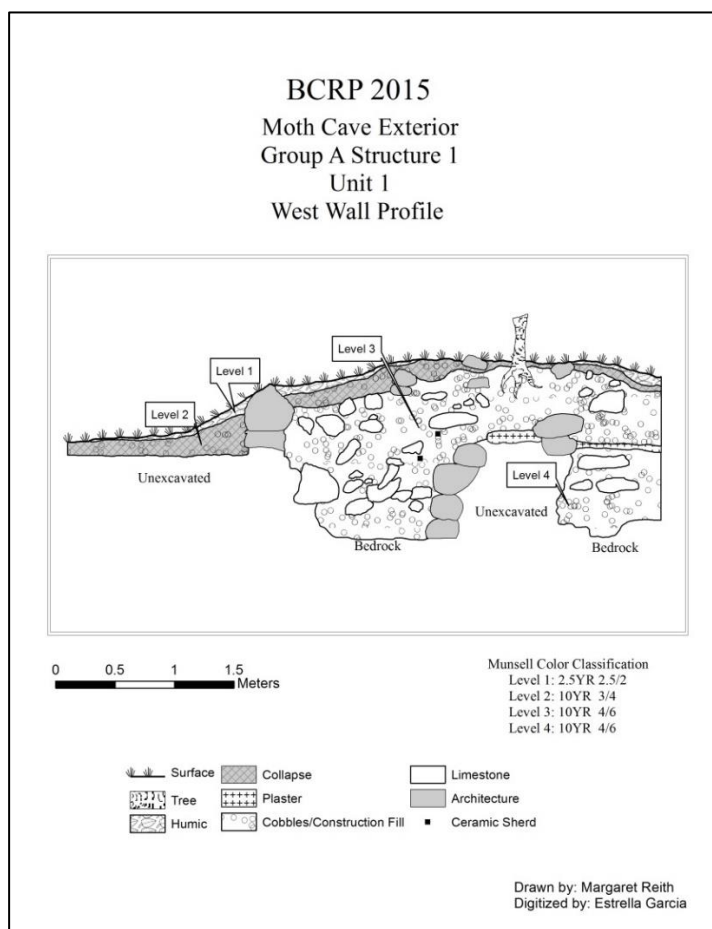 BCRP 2015
Moth Cave Exterior
Group A Structure 1
Unit 1
West Wall Profile
Level 3
Level 1
Level 2
Unexcavated
Level 4
Unexcavated
Bedrock
Bedrock
0 0.5 1 1.5
Meters
Munsell Color Classification
Level 1: 2.5YR 2.5/2
Level 2: 10YR 3/4
Level 3: 10YR 4/6
Level 4: 10YR 4/6
Surface Collapse Limestone
Tree Plaster Architecture
Humic Cobbles/Construction Fill Ceramic Sherd
Drawn by: Margaret Reith
Digitized by: Estrella Garcia